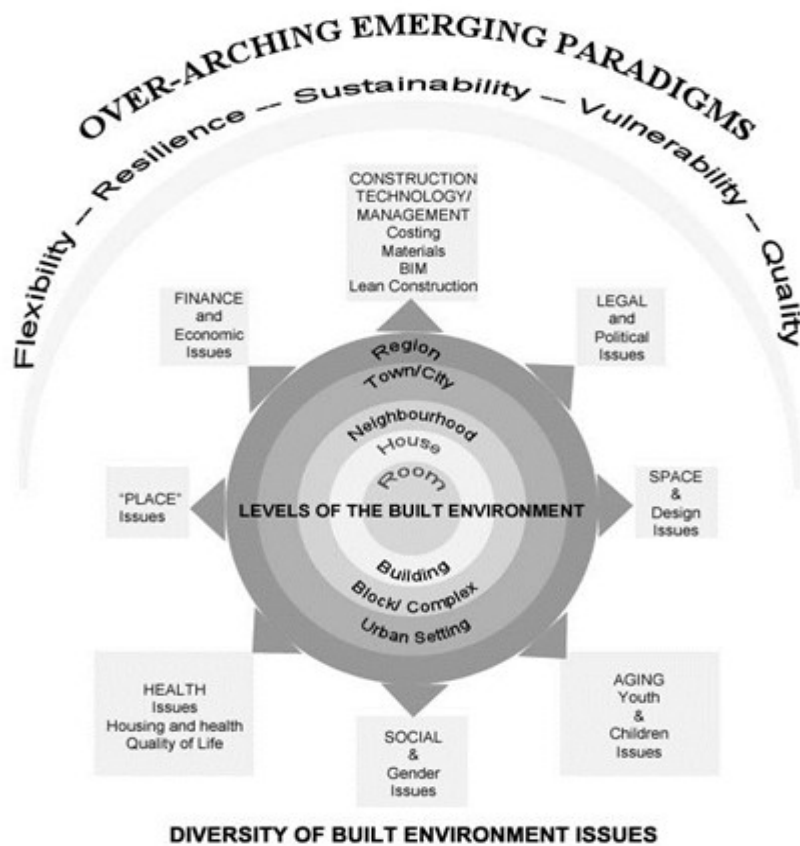 OVER-ARCHING EMERGING PARADIGMS
Flexibility --- Resilience --- Sustainability --- Vulnerability --- Quality
CONSTRUCTION
TECHNOLOGY/
MANAGEMENT
Costing
Materials
BIM
Lean Construction
FINANCE
and
Economic
Issues
LEGAL
and
Political
Issues
Region
Town/City
Neighbourhood
House
Room
"PLACE"
Issues
LEVELS OF THE BUILT ENVIRONMENT
SPACE
&
Design
Issues
Building
Block/ Complex
Urban Setting
HEALTH
Issues
Housing and health
Quality of Life
SOCIAL
&
Gender
Issues
AGING
Youth
&
Children
Issues
DIVERSITY OF BUILT ENVIRONMENT ISSUES